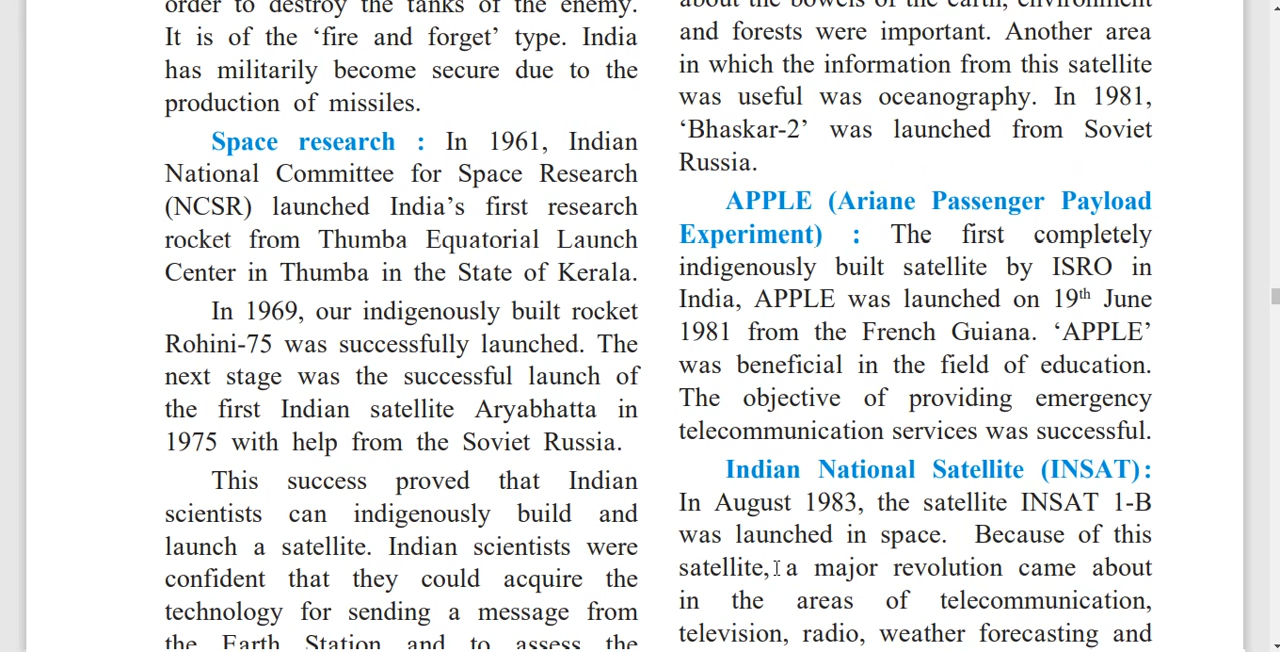 order to destroy the tanks of the enemy.
It is of the ‘fire and forget’ type. India
has militarily become secure due to the
production of missiles.
Space research : In 1961, Indian
National Committee for Space Research
(NCSR) launched India’s first research
rocket from Thumba Equatorial Launch
Center in Thumba in the State of Kerala.
In 1969, our indigenously built rocket
Rohini-75 was successfully launched. The
next stage was the successful launch of
the first Indian satellite Aryabhatta in
1975 with help from the Soviet Russia.
This success proved that Indian
scientists can indigenously build and
launch a satellite. Indian scientists were
confident that they could acquire the
technology for sending a message from
the Earth Station and to assess the
about the bowels of the earth, environment
and forests were important. Another area
in which the information from this satellite
was useful was oceanography. In 1981,
‘Bhaskar-2’ was launched from Soviet
Russia.
APPLE (Ariane Passenger Payload
Experiment) : The first completely
indigenously built satellite by ISRO in
India, APPLE was launched on 19th June
1981 from the French Guiana. ‘APPLE’
was beneficial in the field of education.
The objective of providing emergency
telecommunication services was successful.
Indian National Satellite (INSAT) :
In August 1983, the satellite INSAT 1-B
was launched in space. Because of this
satellite, a major revolution came about
in the areas of telecommunication,
television, radio, weather forecasting and